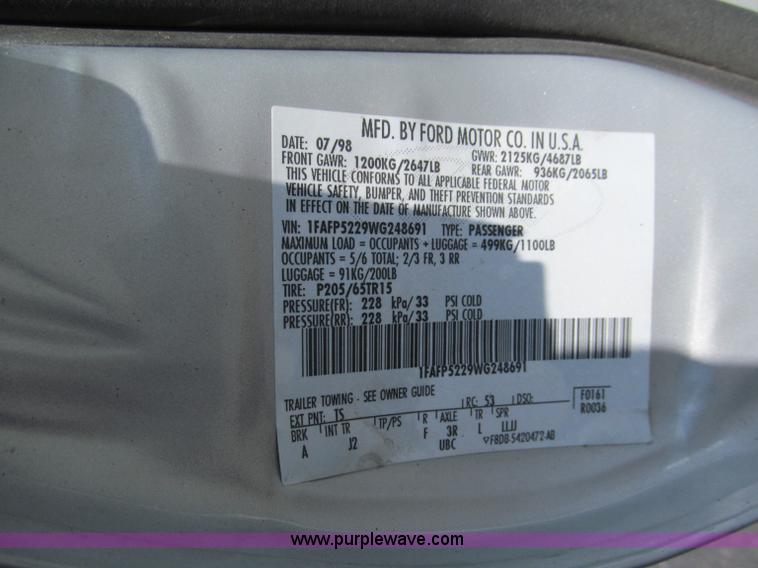 MFD. BY FORD MOTOR CO. IN U.S.A.
DATE: 07/98 GVWR: 2125KG/4687LB
FRONT GAWR: 1200KG/2647LB REAR GAWR: 936KG/2065LB
THIS VEHICLE CONFORMS TO ALL APPLICABLE FEDERAL MOTOR
VEHICLE SAFETY, BUMPER, AND THEFT PREVENTION STANDARDS
IN EFFECT ON THE DATE OF MANUFACTURE SHOWN ABOVE.
VIN: 1FAFP5229WG248691 TYPE: PASSENGER
MAXIMUM LOAD = OCCUPANTS + LUGGAGE = 499KG/1100LB
OCCUPANTS = 5/6 TOTAL; 2/3 FR, 3 RR
LUGGAGE = 91KG/200LB
TIRE: P205/65TR15
PRESSURE(FR): 228 kPa/33 PSI COLD
PRESSURE(RR): 228 kPa/33 PSI COLD
1FAFP5229WG248691
TRAILER TOWING - SEE OWNER GUIDE
EXT PNT: TS RC: 53 DSO: F0161
R0036
BRK INT TR TP/PS R AXLE TR SPR
A J2 F 3R L LLJJ
UBC F8DB-5420472-AB
www.purplewave.com